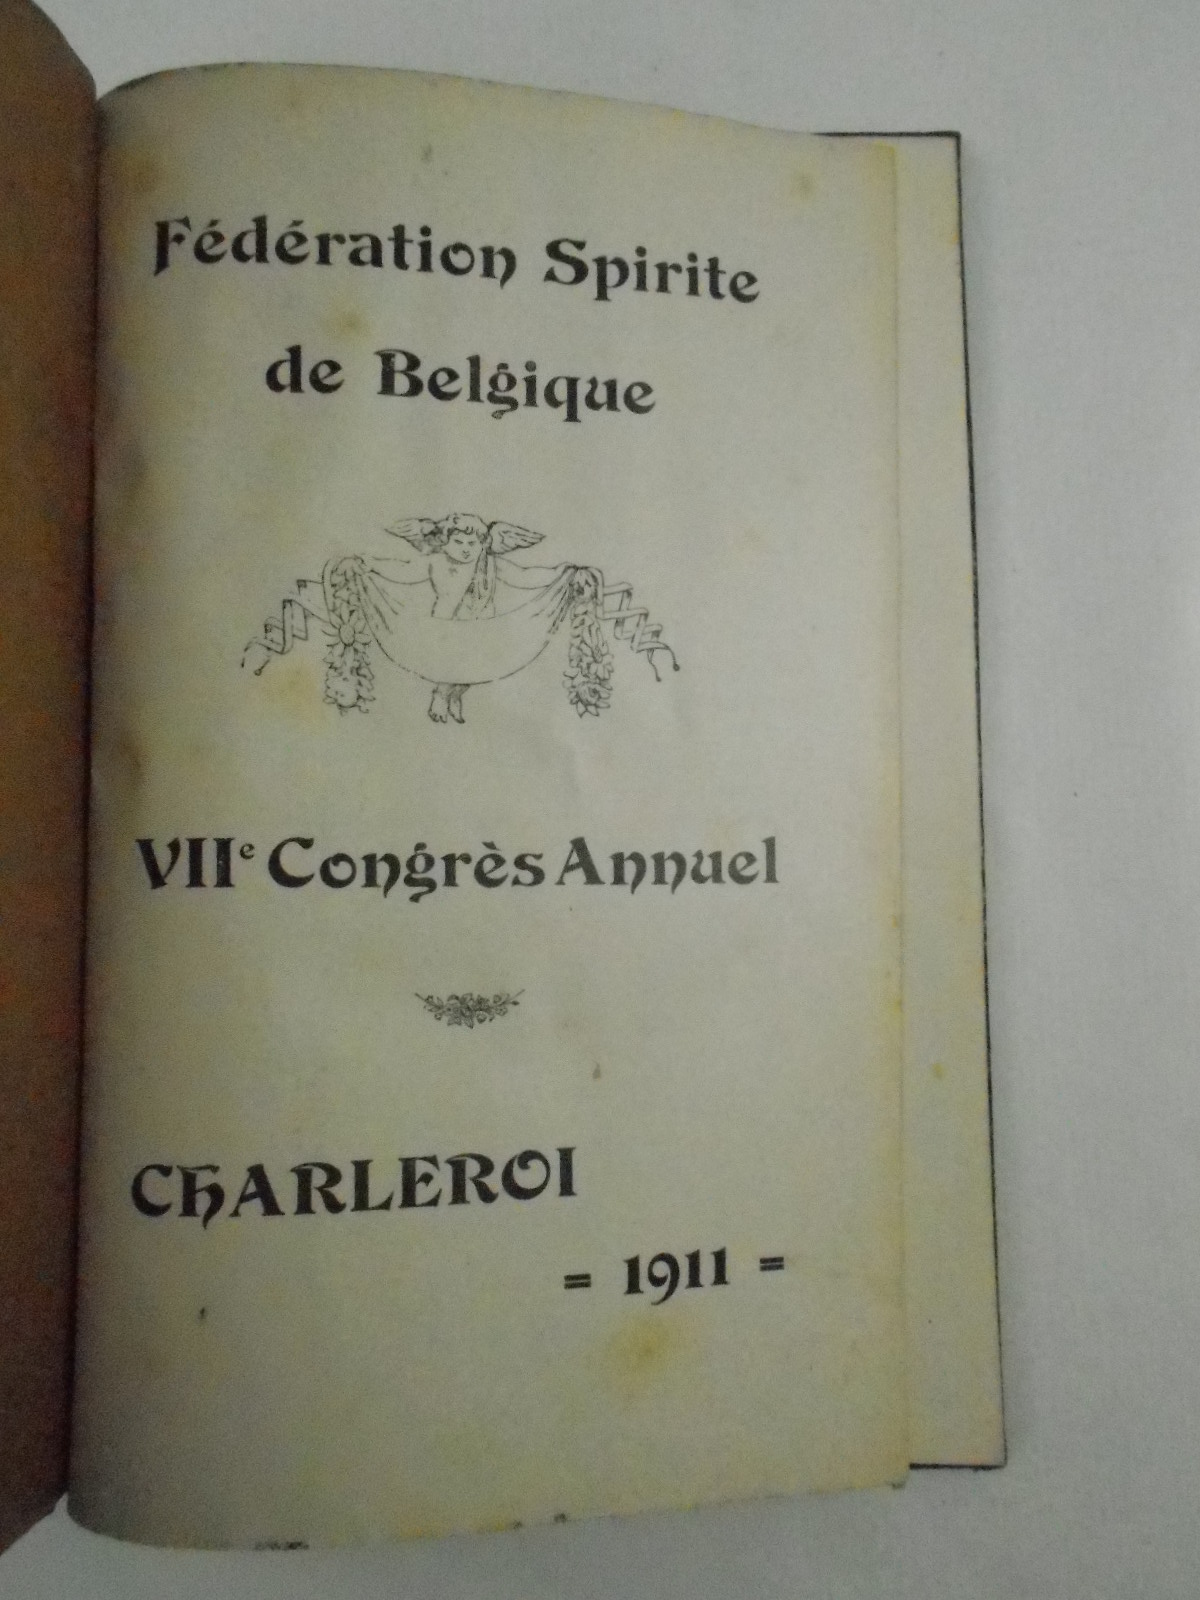 Fédération Spirite
de Belgique
VIIe Congrès Annuel
CHARLEROI
= 1911 =